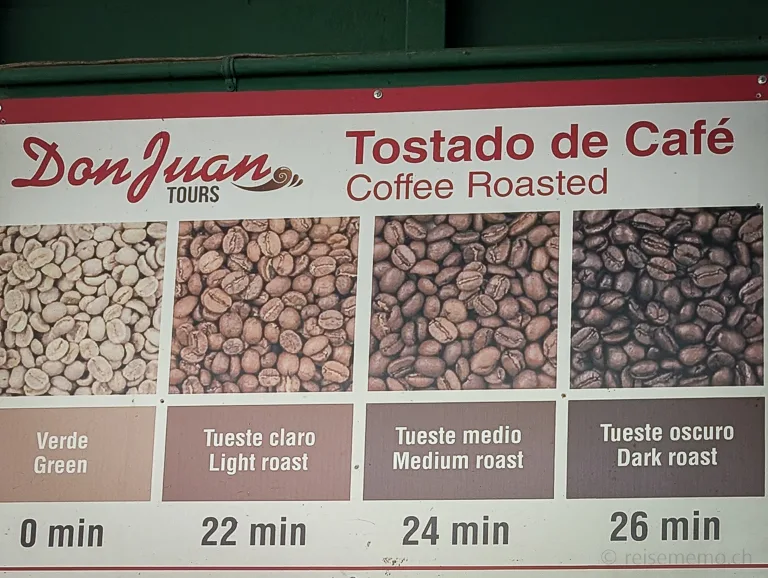 Don Juan
TOURS
Tostado de Café
Coffee Roasted
Verde
Green
Tueste claro
Light roast
Tueste medio
Medium roast
Tueste oscuro
Dark roast
0 min
22 min
24 min
26 min
© reisememo.ch